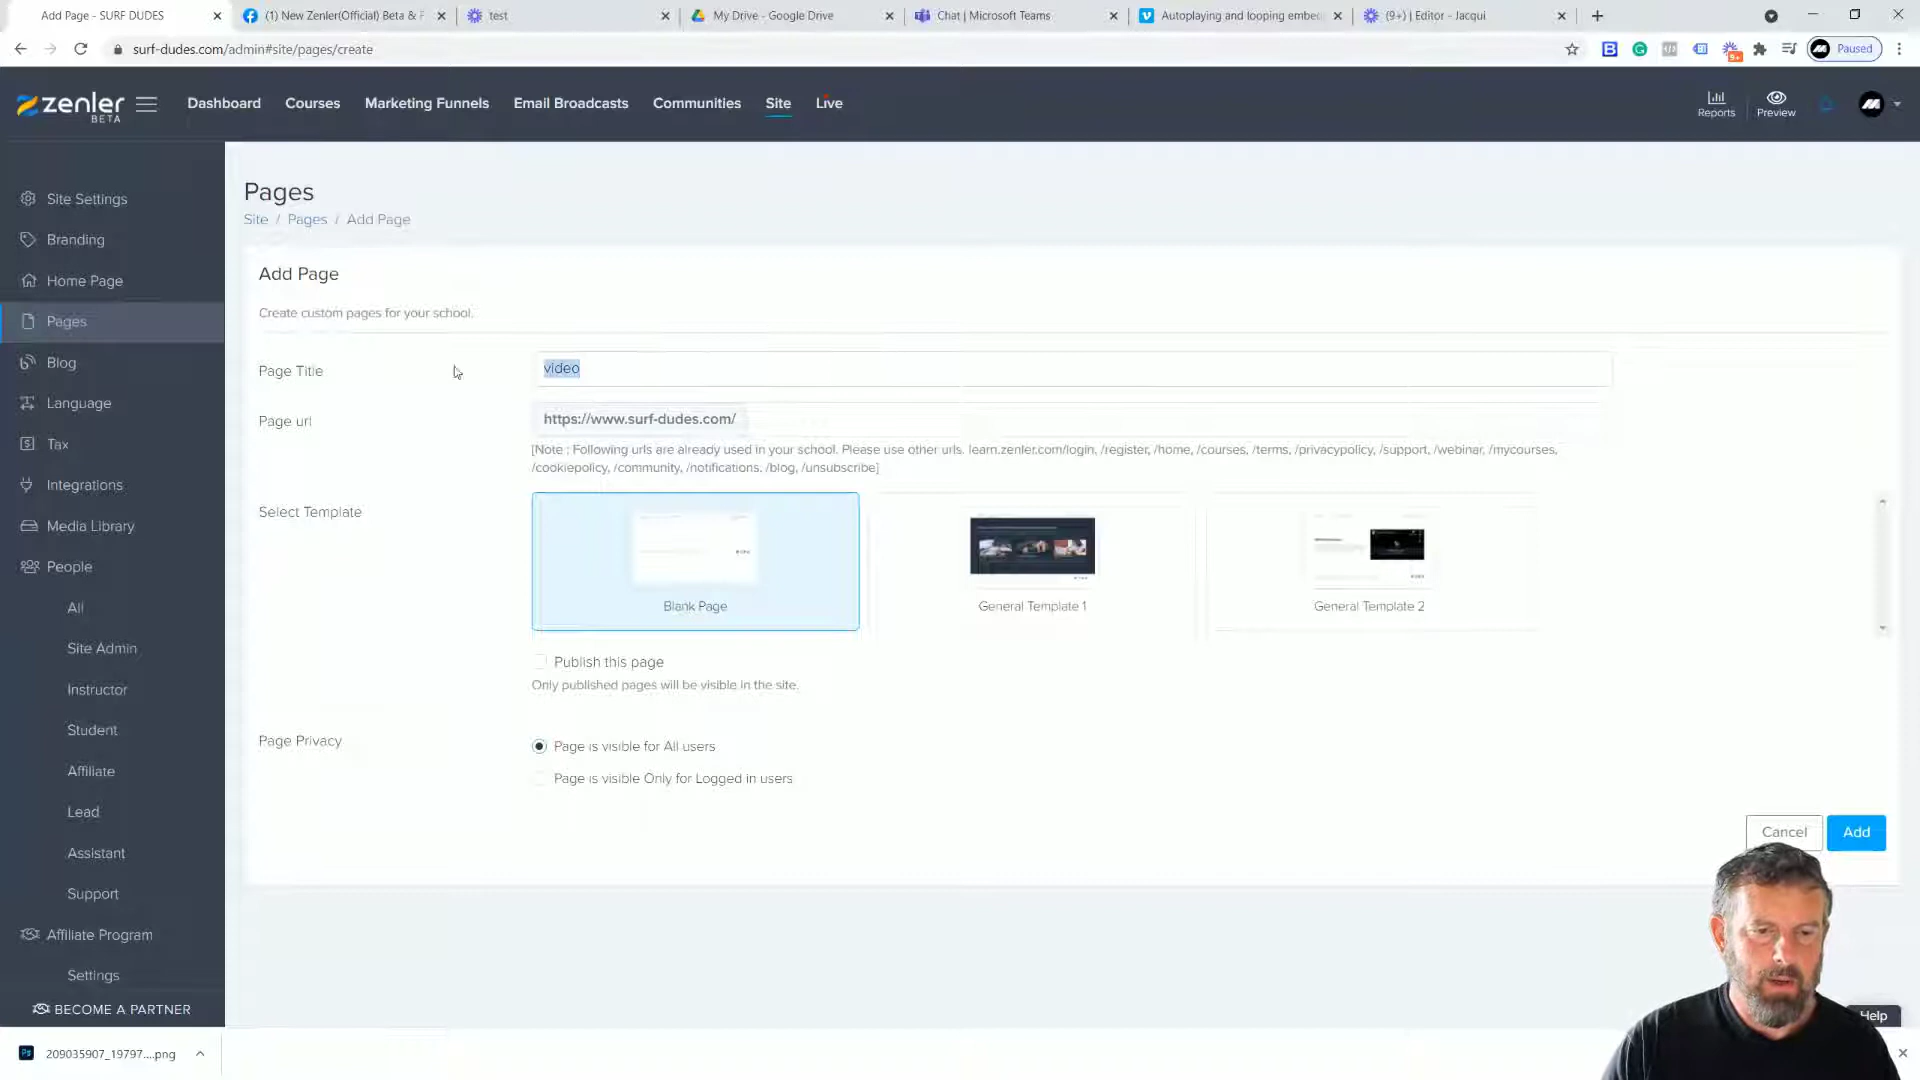 Add Page - SURF DUDES
(1) New Zenler(Official) Beta & F
test
My Drive - Google Drive
Chat | Microsoft Teams
Autoplaying and looping embed
(9+) | Editor - Jacqui
surf-dudes.com/admin#site/pages/create
Paused
zenler
BETA
Dashboard
Courses
Marketing Funnels
Email Broadcasts
Communities
Site
Live
Reports
Preview
Site Settings
Branding
Home Page
Pages
Blog
Language
Tax
Integrations
Media Library
People
All
Site Admin
Instructor
Student
Affiliate
Lead
Assistant
Support
Affiliate Program
Settings
BECOME A PARTNER
Pages
Site / Pages / Add Page
Add Page
Create custom pages for your school.
Page Title
video
Page url
https://www.surf-dudes.com/
[Note : Following urls are already used in your school. Please use other urls. learn.zenler.com/login, /register, /home, /courses, /terms, /privacypolicy, /support, /webinar, /mycourses,
/cookiepolicy, /community, /notifications, /blog, /unsubscribe]
Select Template
Blank Page
General Template 1
General Template 2
Publish this page
Only published pages will be visible in the site.
Page Privacy
Page is visible for All users
Page is visible Only for Logged in users
Cancel
Add
Help
209035907_19797....png